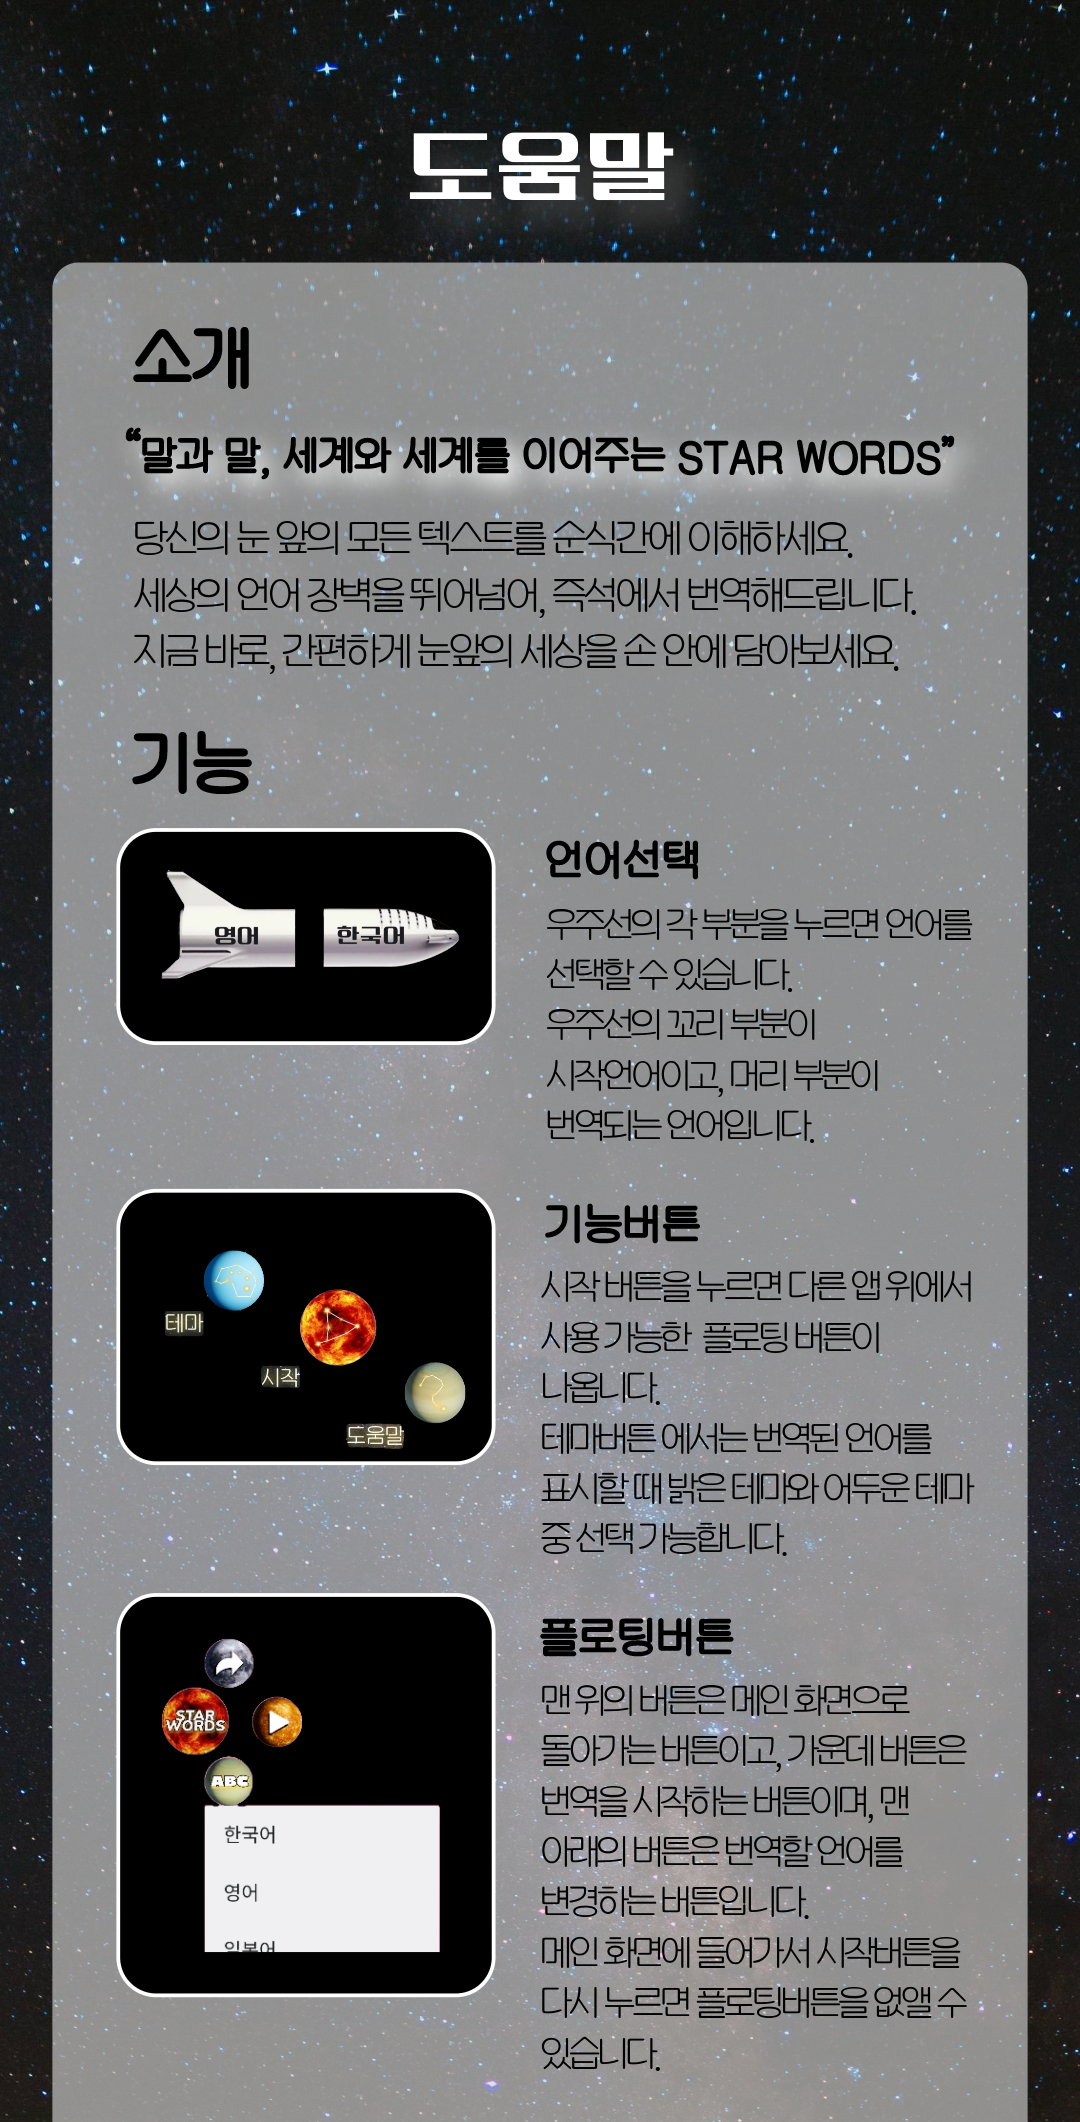 도움말
소개
“말과 말, 세계와 세계를 이어주는 STAR WORDS”
당신의 눈 앞의 모든 텍스트를 순식간에 이해하세요.
세상의 언어 장벽을 뛰어넘어, 즉석에서 번역해드립니다.
지금 바로, 간편하게 눈앞의 세상을 손 안에 담아보세요.
기능
영어
한국어
언어선택
우주선의 각 부분을 누르면 언어를
선택할 수 있습니다.
우주선의 꼬리 부분이
시작언어이고, 머리 부분이
번역되는 언어입니다.
테마
시작
도움말
기능버튼
시작 버튼을 누르면 다른 앱 위에서
사용 가능한 플로팅 버튼이
나옵니다.
테마버튼 에서는 번역된 언어를
표시할 때 밝은 테마와 어두운 테마
중 선택 가능합니다.
STAR
WORDS
ABC
한국어
영어
일본어
플로팅버튼
맨 위의 버튼은 메인 화면으로
돌아가는 버튼이고, 가운데 버튼은
번역을 시작하는 버튼이며, 맨
아래의 버튼은 번역할 언어를
변경하는 버튼입니다.
메인 화면에 들어가서 시작버튼을
다시 누르면 플로팅버튼을 없앨 수
있습니다.